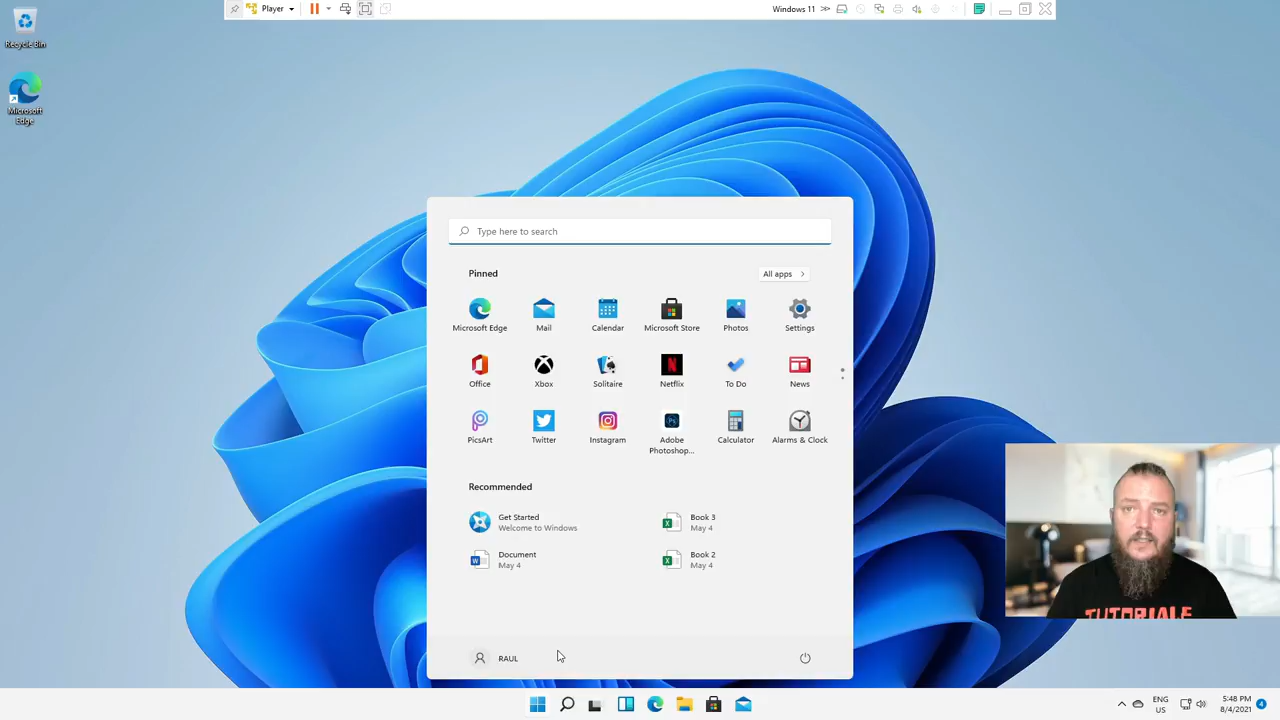 Player
Windows 11
Recycle Bin
Microsoft
Edge
Type here to search
Pinned
All apps
Microsoft Edge
Mail
Calendar
Microsoft Store
Photos
Settings
Office
Xbox
Solitaire
Netflix
To Do
News
PicsArt
Twitter
Instagram
Adobe
Photoshop...
Calculator
Alarms & Clock
Recommended
Get Started
Welcome to Windows
Book 3
May 4
Document
May 4
Book 2
May 4
RAUL
TUTORIALE
ENG
US
5:48 PM
8/4/2021
4